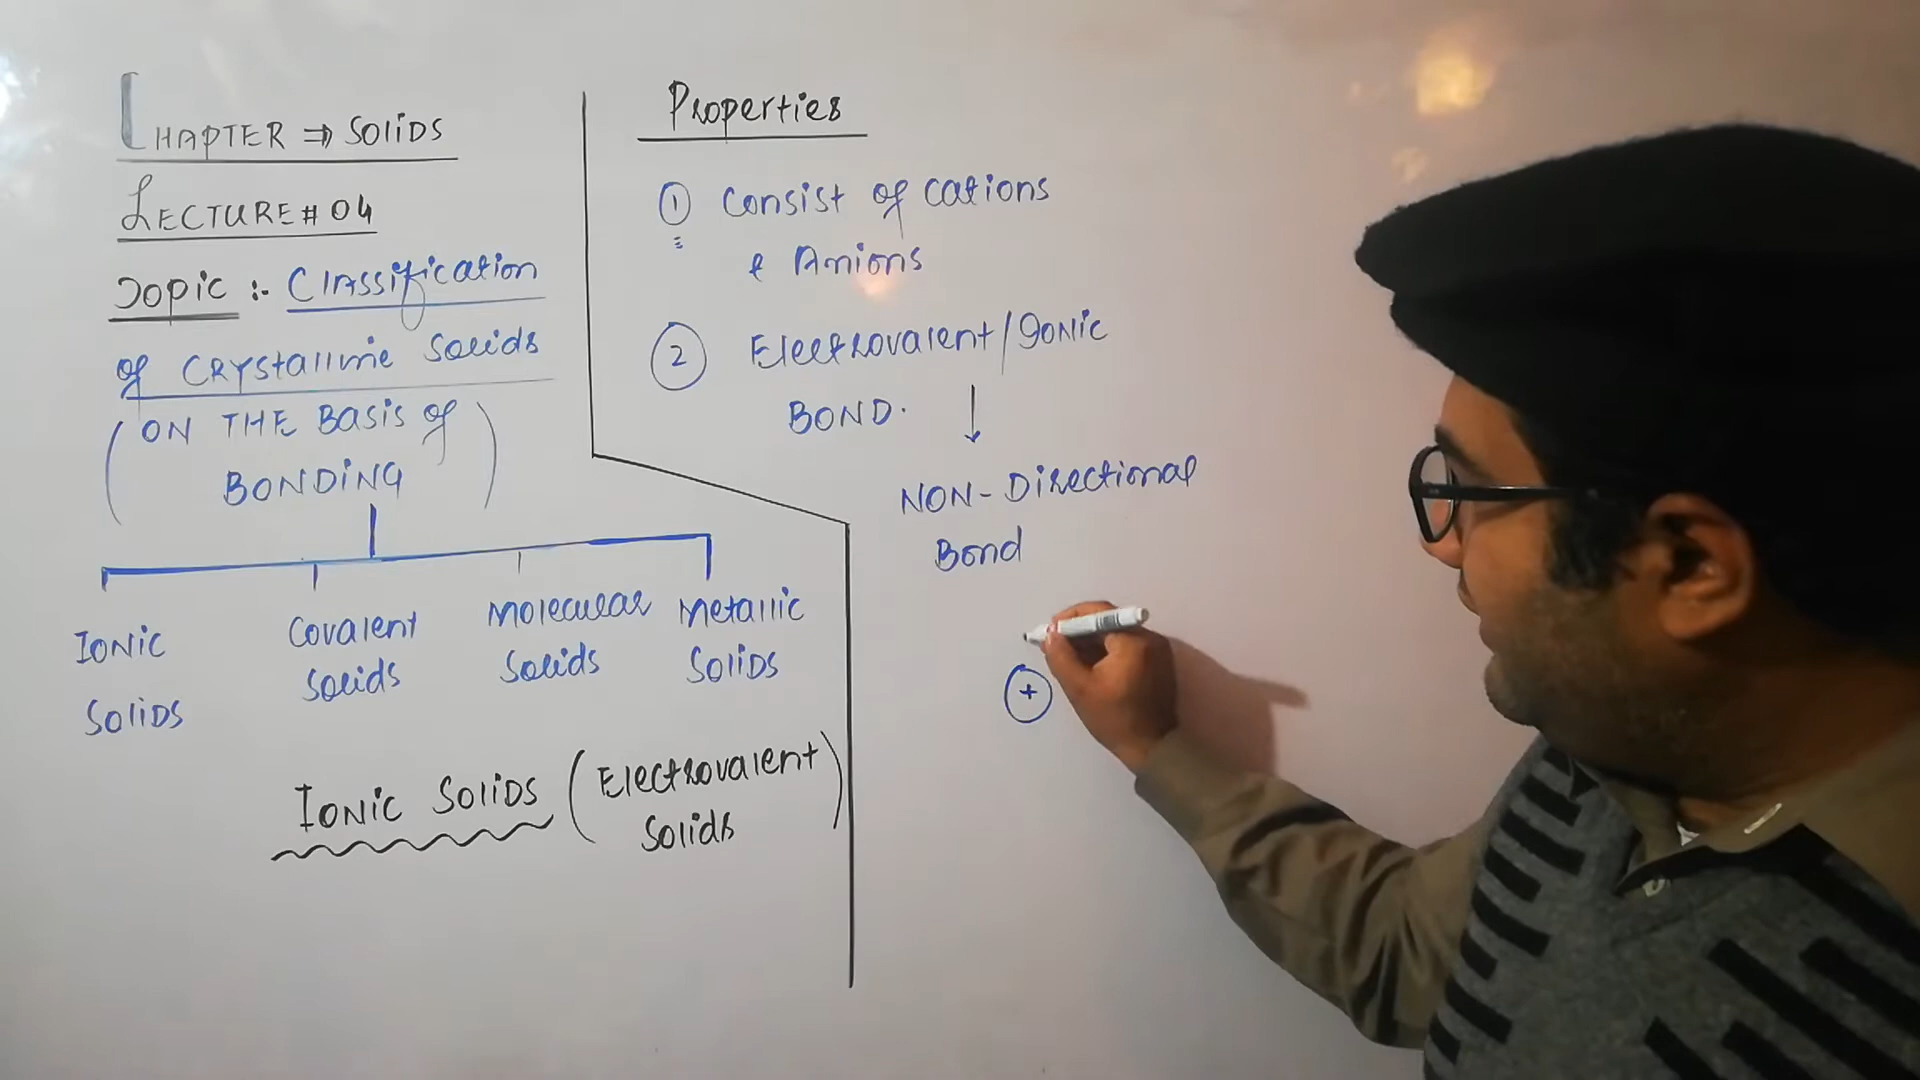 CHAPTER ⇒ SOLiDS
LECTURE # 04
Topic :- Classification
of CRYstalline Solids
( ON THE BASiS of
BONDiNG )
IONiC
SOLiDS
Covalent
Solids
Molecular
Solids
Metallic
SOLiDS
IONiC SOLiDS ( Electrovalent
Solids )
Properties
① Consist of Cations
& Anions
② Electrovalent / Ionic
BOND.
↓
NON - Directional
Bond
+